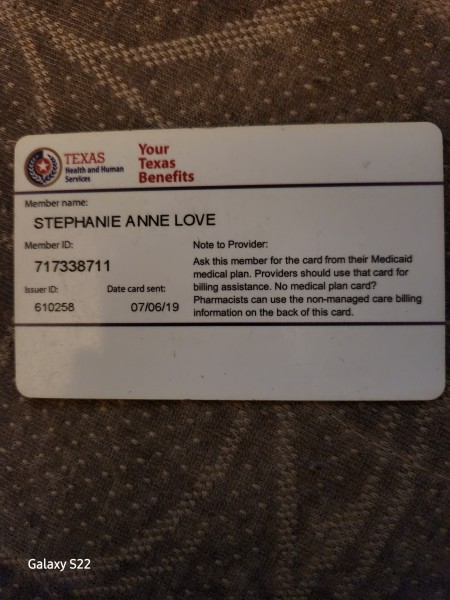 TEXAS
Health and Human
Services
Your
Texas
Benefits
Member name:
STEPHANIE ANNE LOVE
Member ID:
717338711
Issuer ID:
Date card sent:
610258
07/06/19
Note to Provider:
Ask this member for the card from their Medicaid
medical plan. Providers should use that card for
billing assistance. No medical plan card?
Pharmacists can use the non-managed care billing
information on the back of this card.
Galaxy S22